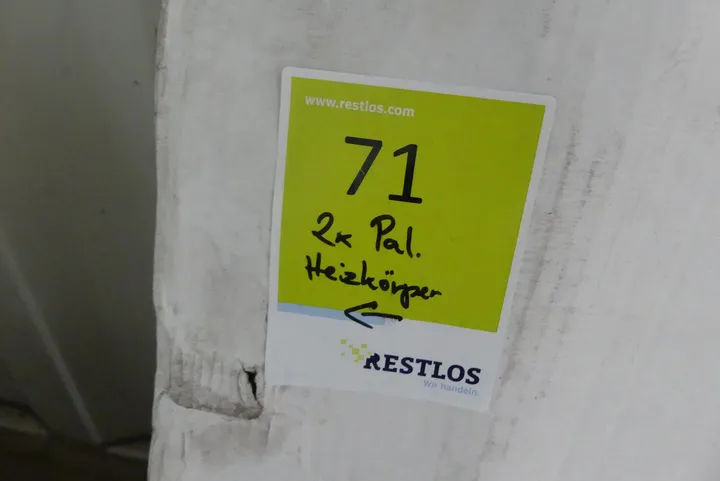 www.restlos.com
71
2x Pal.
Heizkörper
RESTLOS
Wir handeln.